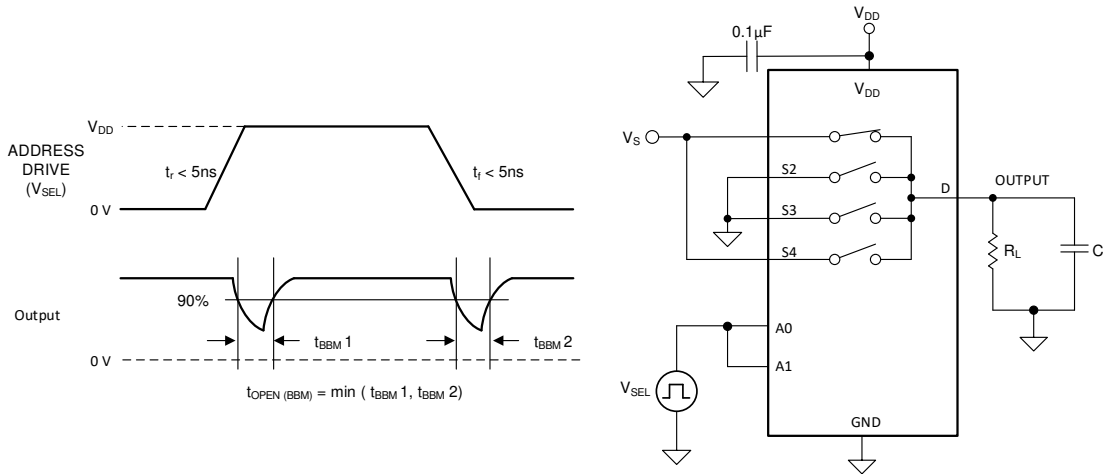 V_DD
ADDRESS
DRIVE
(V_SEL)
t_r < 5ns
t_f < 5ns
0 V
Output
90%
t_BBM 1
t_BBM 2
0 V
t_OPEN (BBM) = min ( t_BBM 1, t_BBM 2)
V_DD
0.1µF
V_DD
V_S
S2
S3
S4
D
OUTPUT
R_L
C
A0
A1
V_SEL
GND